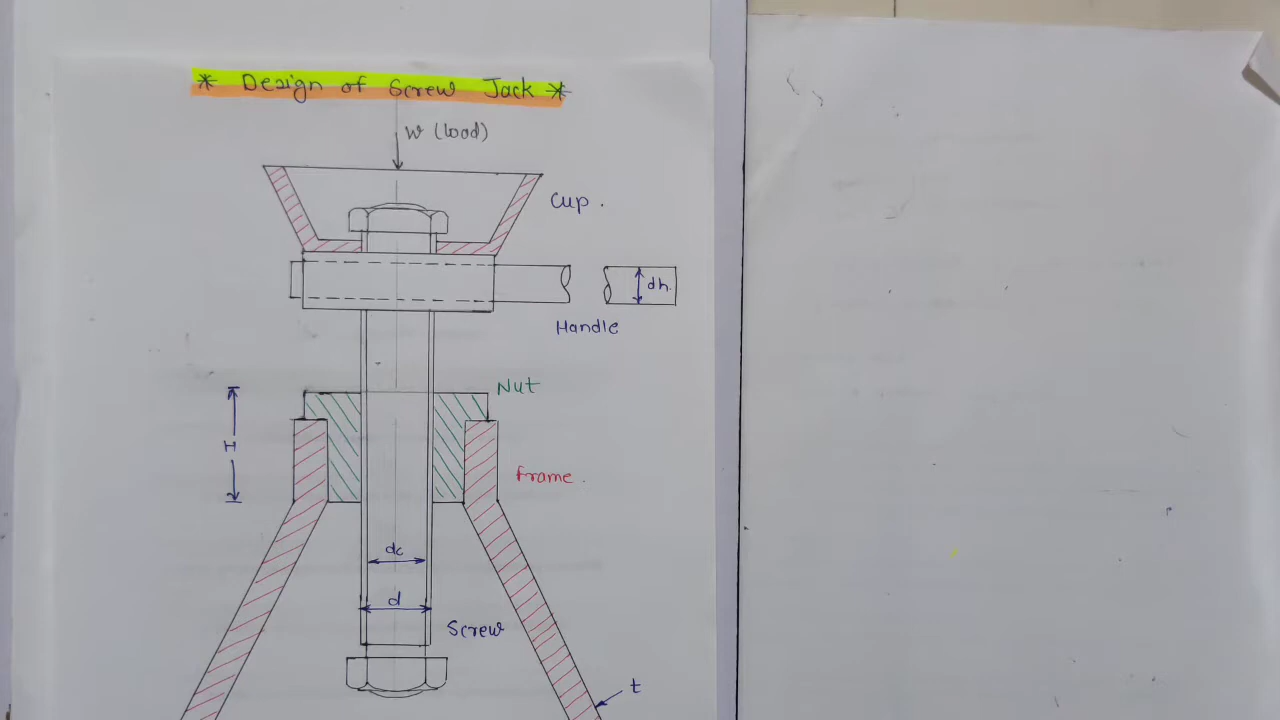 * Design of Screw Jack *
W (load)
Cup.
dh.
Handle
Nut
H
Frame.
dc
d
Screw
t